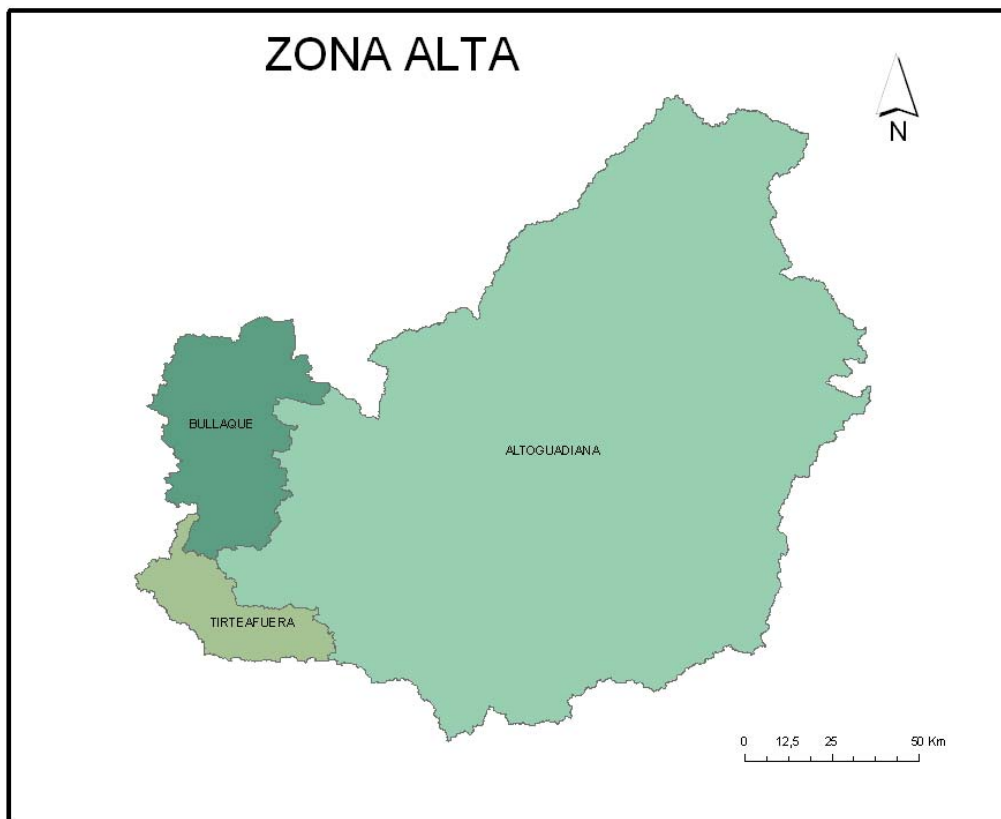 ZONA ALTA
N
BULLAQUE
ALTOGUADIANA
TIRTEAFUERA
0 12,5 25 50 Km